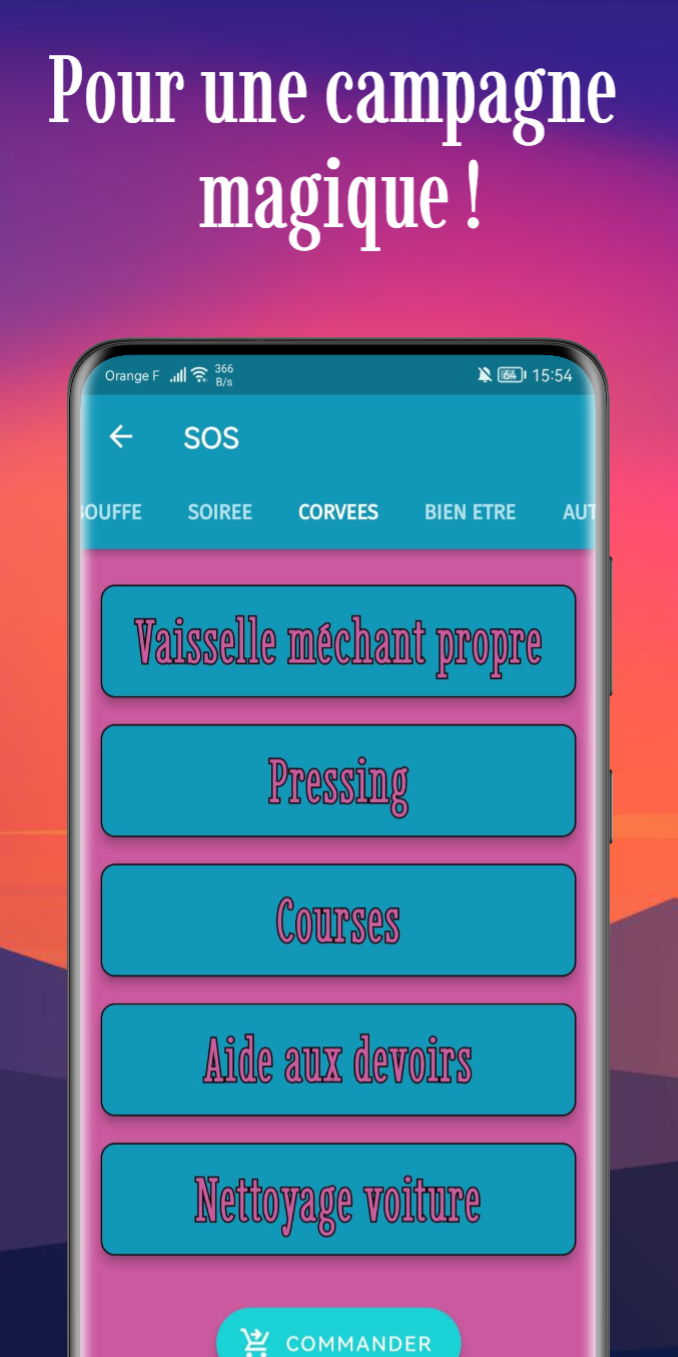 Pour une campagne
magique !
Orange F 366 B/s 64 15:54
SOS
BOUFFE SOIREE CORVEES BIEN ETRE AUT
Vaisselle méchant propre
Pressing
Courses
Aide aux devoirs
Nettoyage voiture
COMMANDER